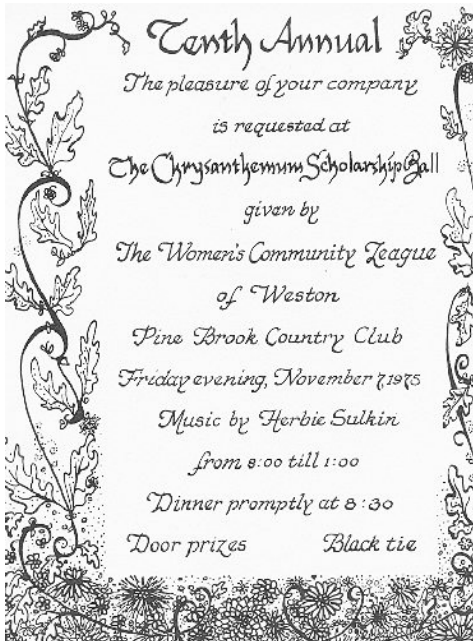 Tenth Annual
The pleasure of your company
is requested at
The Chrysanthemum Scholarship Ball
given by
The Women's Community League
of Weston
Pine Brook Country Club
Friday evening, November 7, 1975
Music by Herbie Sulkin
from 8:00 till 1:00
Dinner promptly at 8:30
Door prizes Black tie